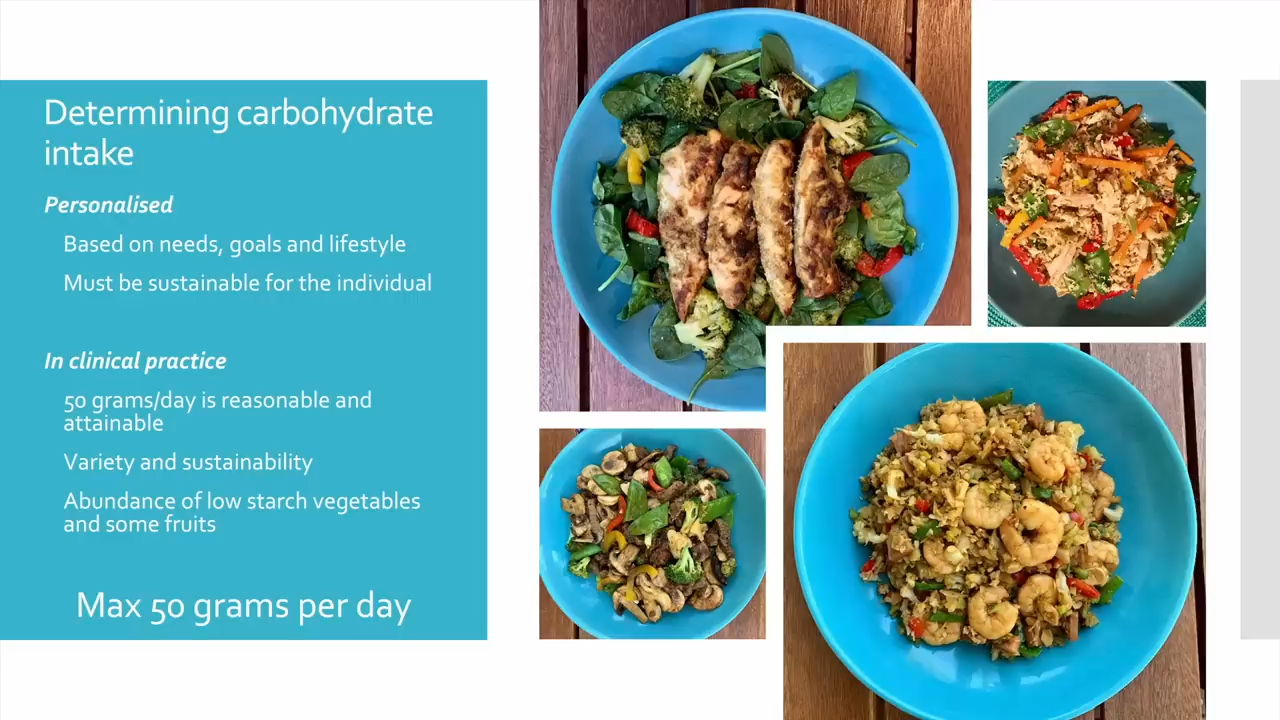 Determining carbohydrate
intake
Personalised
Based on needs, goals and lifestyle
Must be sustainable for the individual
In clinical practice
50 grams/day is reasonable and
attainable
Variety and sustainability
Abundance of low starch vegetables
and some fruits
Max 50 grams per day